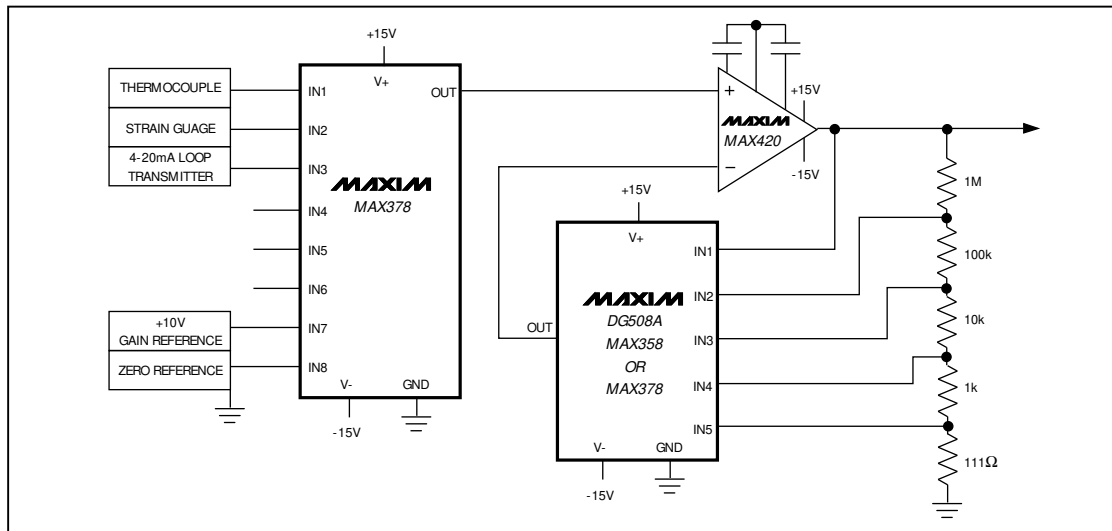 +15V
V+
THERMOCOUPLE
STRAIN GUAGE
4-20mA LOOP
TRANSMITTER
+10V
GAIN REFERENCE
ZERO REFERENCE
IN1
IN2
IN3
IN4
IN5
IN6
IN7
IN8
OUT
MAXIM
MAX378
V-
GND
-15V
+
+15V
MAXIM
MAX420
-15V
−
+15V
V+
OUT
MAXIM
DG508A
MAX358
OR
MAX378
IN1
IN2
IN3
IN4
IN5
V-
GND
-15V
1M
100k
10k
1k
111Ω